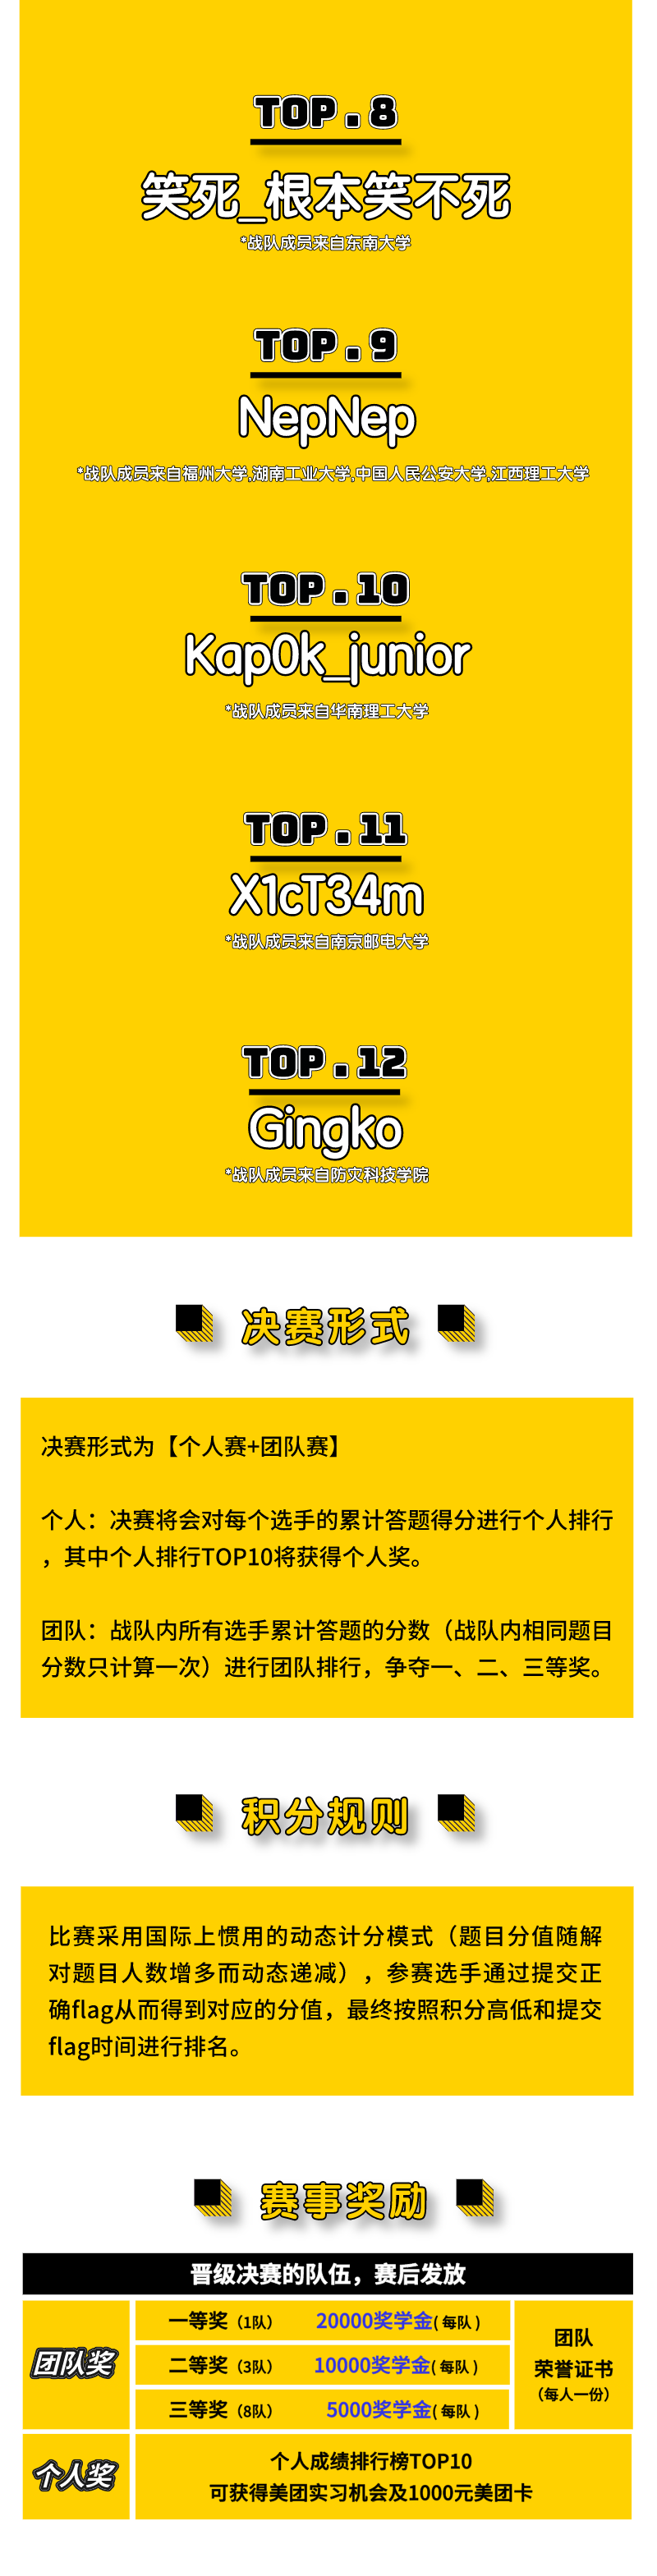 TOP.8
笑死_根本笑不死
*战队成员来自东南大学
TOP.9
NepNep
*战队成员来自福州大学,湖南工业大学,中国人民公安大学,江西理工大学
TOP.10
Kap0k_junior
*战队成员来自华南理工大学
TOP.11
X1cT34m
*战队成员来自南京邮电大学
TOP.12
Gingko
*战队成员来自防灾科技学院
决赛形式
决赛形式为【个人赛+团队赛】
个人：决赛将会对每个选手的累计答题得分进行个人排行
，其中个人排行TOP10将获得个人奖。
团队：战队内所有选手累计答题的分数（战队内相同题目
分数只计算一次）进行团队排行，争夺一、二、三等奖。
积分规则
比赛采用国际上惯用的动态计分模式（题目分值随解
对题目人数增多而动态递减），参赛选手通过提交正
确flag从而得到对应的分值，最终按照积分高低和提交
flag时间进行排名。
赛事奖励
晋级决赛的队伍，赛后发放
团队奖
一等奖（1队） 20000奖学金( 每队 )
二等奖（3队） 10000奖学金( 每队 )
三等奖（8队） 5000奖学金( 每队 )
团队
荣誉证书
（每人一份）
个人奖
个人成绩排行榜TOP10
可获得美团实习机会及1000元美团卡